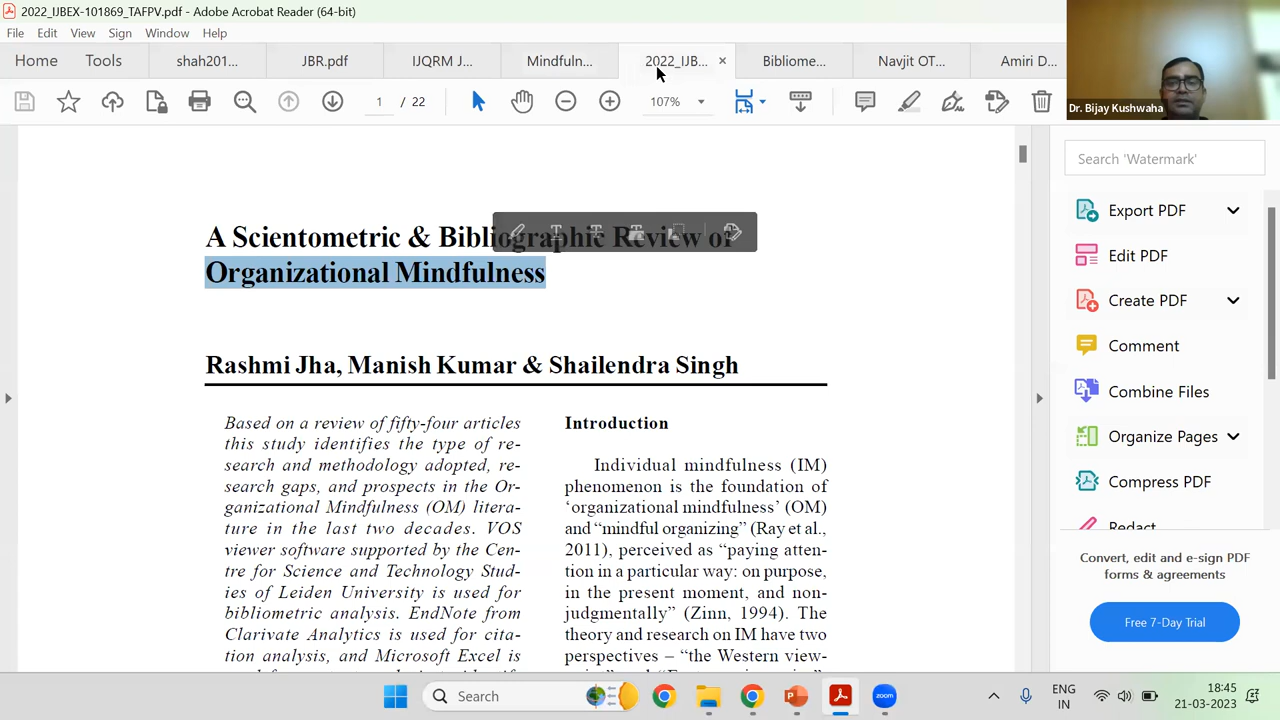 2022_IJBEX-101869_TAFPV.pdf - Adobe Acrobat Reader (64-bit)
File Edit View Sign Window Help
Home Tools shah201... JBR.pdf IJQRM J... Mindfuln... 2022_IJB... × Bibliome... Navjit OT... Amiri D...
1 / 22 107%
Dr. Bijay Kushwaha
A Scientometric & Bibliographic Review of
Organizational Mindfulness
Rashmi Jha, Manish Kumar & Shailendra Singh
Based on a review of fifty-four articles
this study identifies the type of re-
search and methodology adopted, re-
search gaps, and prospects in the Or-
ganizational Mindfulness (OM) litera-
ture in the last two decades. VOS
viewer software supported by the Cen-
tre for Science and Technology Stud-
ies of Leiden University is used for
bibliometric analysis. EndNote from
Clarivate Analytics is used for cita-
tion analysis, and Microsoft Excel is
Introduction
Individual mindfulness (IM)
phenomenon is the foundation of
‘organizational mindfulness’ (OM)
and “mindful organizing” (Ray et al.,
2011), perceived as “paying atten-
tion in a particular way: on purpose,
in the present moment, and non-
judgmentally” (Zinn, 1994). The
theory and research on IM have two
perspectives – “the Western view-
Search 'Watermark'
Export PDF
Edit PDF
Create PDF
Comment
Combine Files
Organize Pages
Compress PDF
Redact
Convert, edit and e-sign PDF
forms & agreements
Free 7-Day Trial
Search
zoom
ENG
IN
18:45
21-03-2023